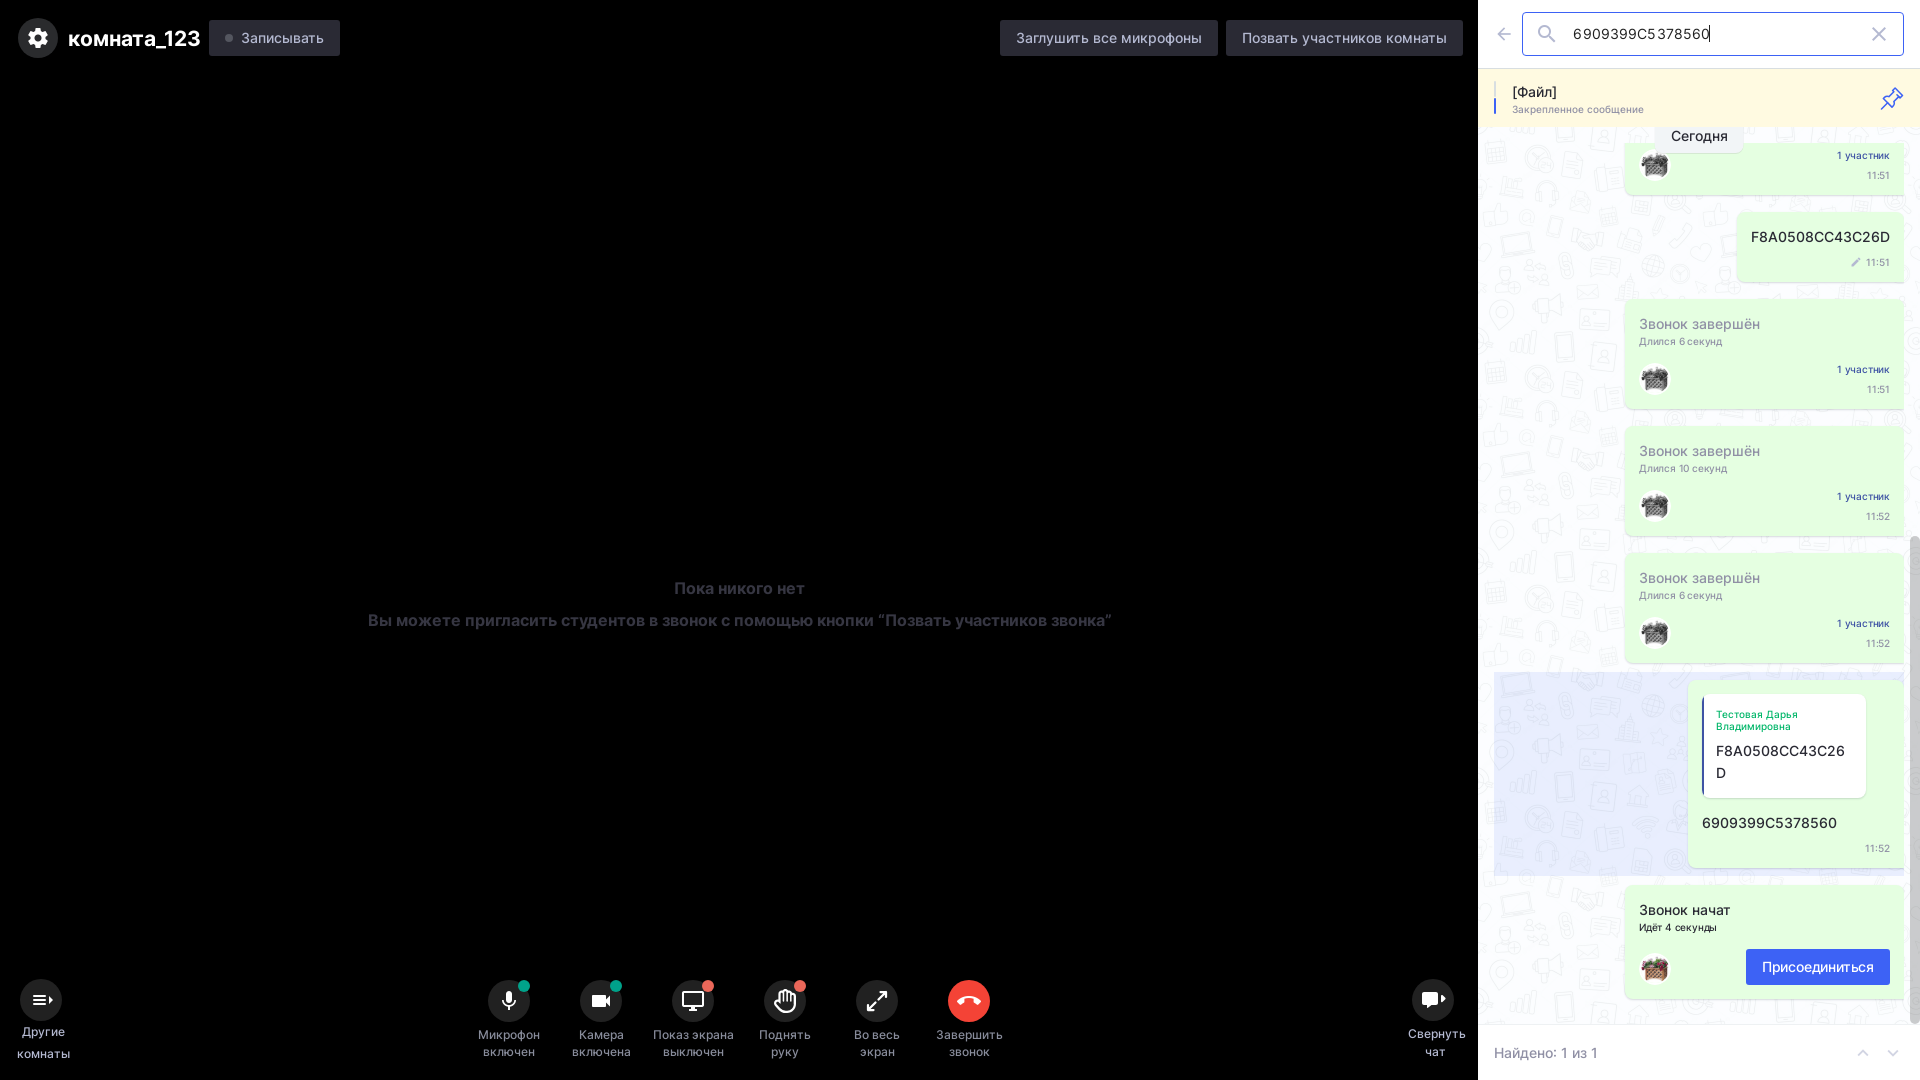 комната_123
Записывать
Заглушить все микрофоны
Позвать участников комнаты
6909399C5378560
[Файл]
Закрепленное сообщение
Сегодня
1 участник
11:51
F8A0508CC43C26D
11:51
Звонок завершён
Длился 6 секунд
1 участник
11:51
Звонок завершён
Длился 10 секунд
1 участник
11:52
Звонок завершён
Длился 6 секунд
1 участник
11:52
Тестовая Дарья
Владимировна
F8A0508CC43C26
D
6909399C5378560
11:52
Звонок начат
Идёт 4 секунды
Присоединиться
Найдено: 1 из 1
Пока никого нет
Вы можете пригласить студентов в звонок с помощью кнопки “Позвать участников звонка”
Другие
комнаты
Микрофон
включен
Камера
включена
Показ экрана
выключен
Поднять
руку
Во весь
экран
Завершить
звонок
Свернуть
чат